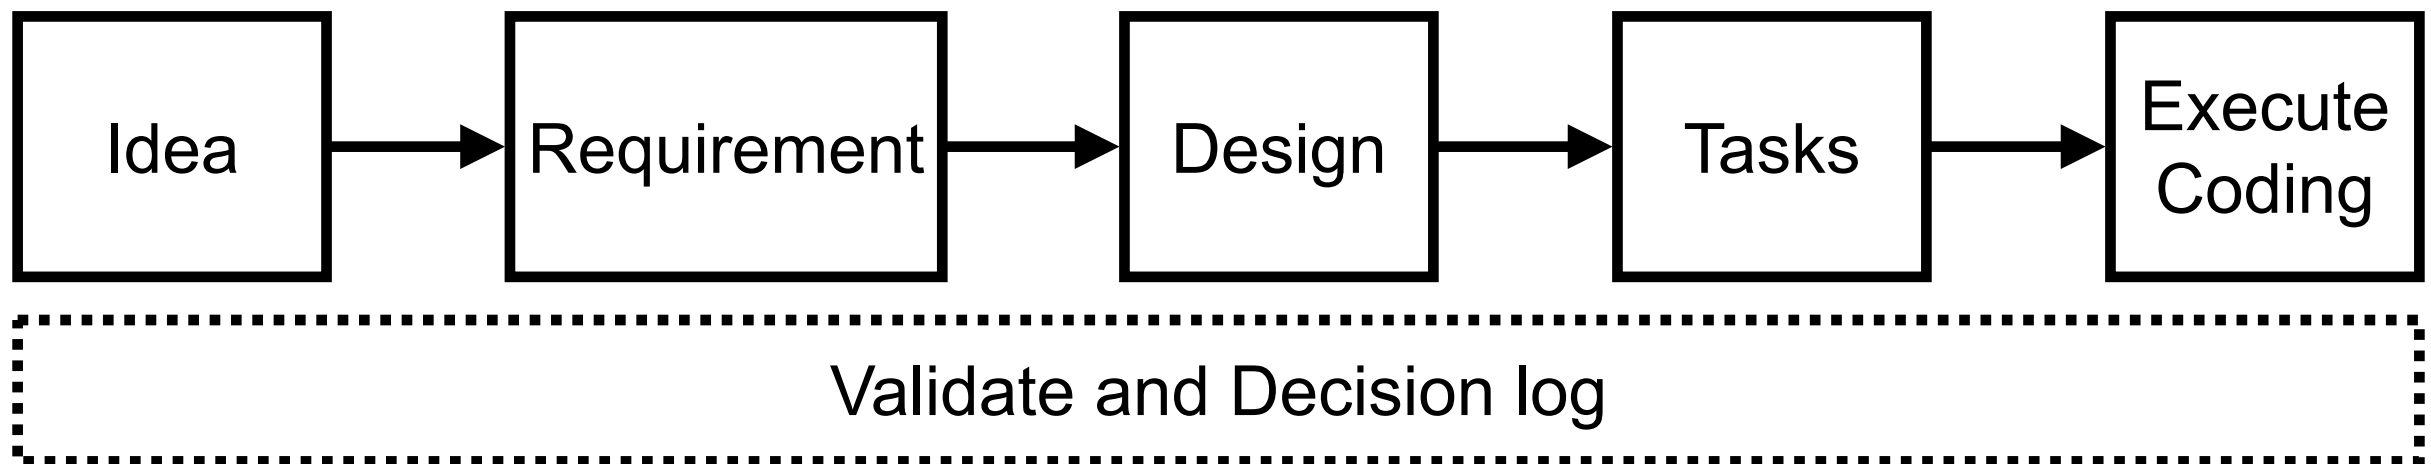 Idea
Requirement
Design
Tasks
Execute
Coding
Validate and Decision log